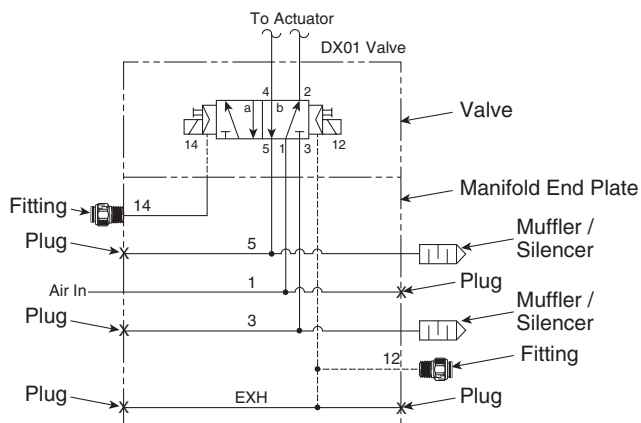 To Actuator
DX01 Valve
4
2
a
b
Valve
14
5
1
3
12
Manifold End Plate
Fitting
14
Plug
5
Muffler /
Silencer
Air In
1
Plug
Plug
3
Muffler /
Silencer
12
Fitting
Plug
EXH
Plug